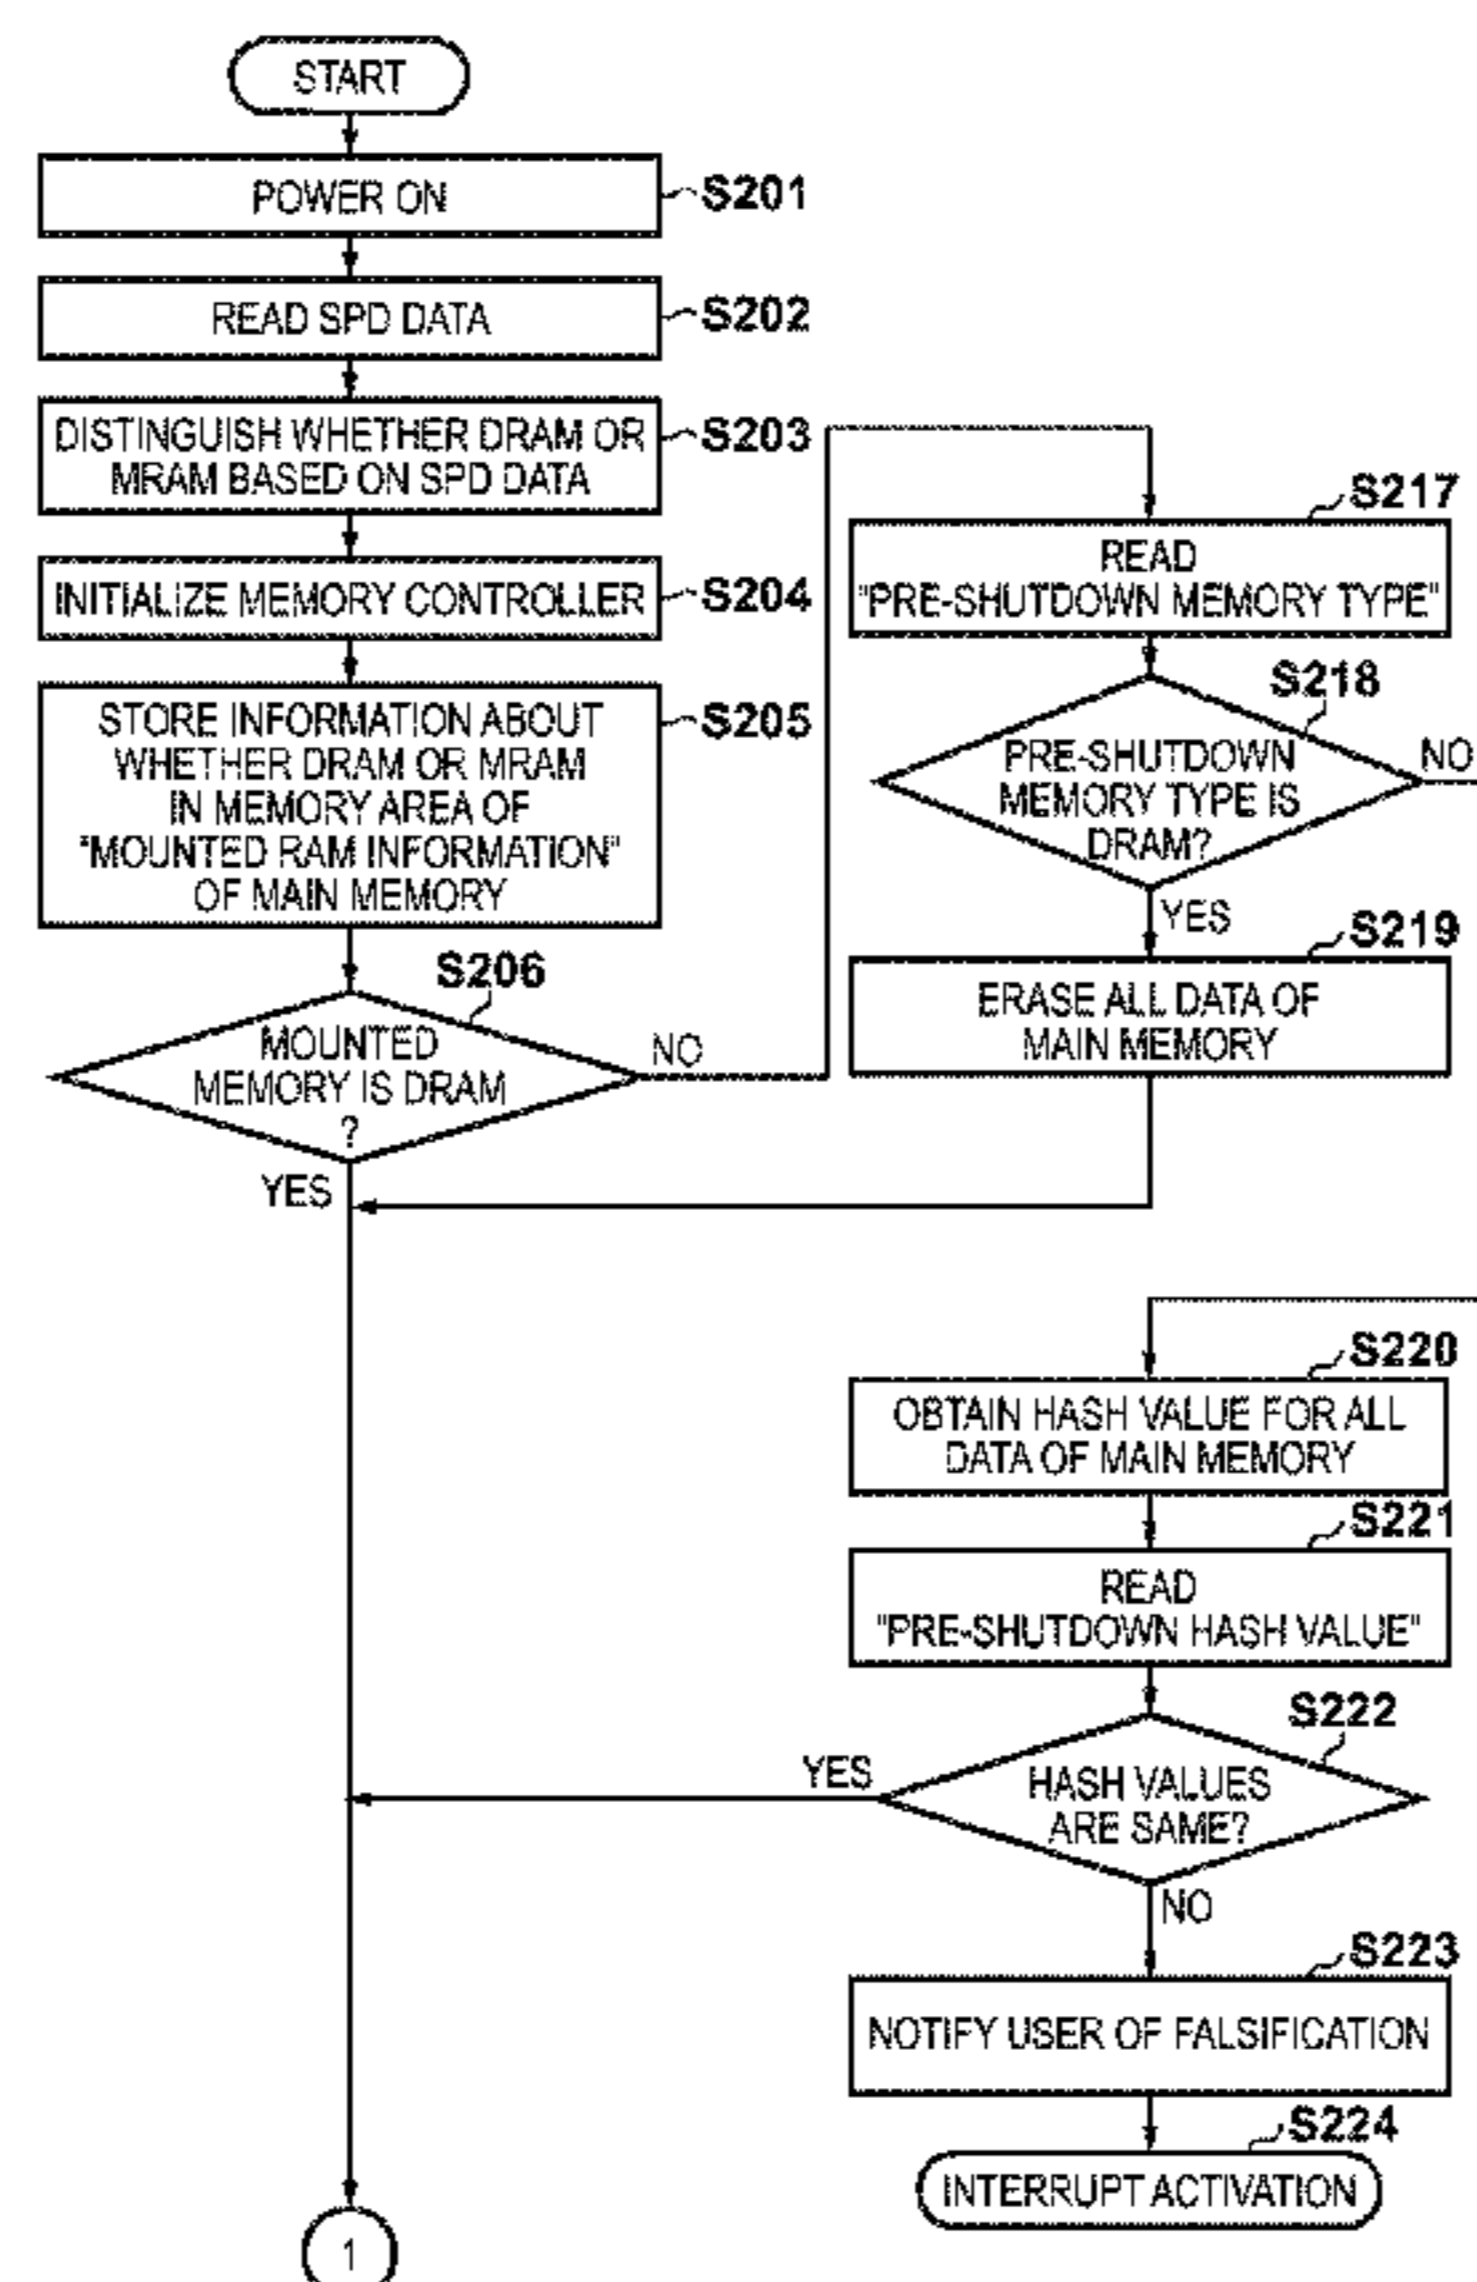 START
POWER ON
S201
READ SPD DATA
S202
DISTINGUISH WHETHER DRAM OR
MRAM BASED ON SPD DATA
S203
INITIALIZE MEMORY CONTROLLER
S204
STORE INFORMATION ABOUT
WHETHER DRAM OR MRAM
IN MEMORY AREA OF
"MOUNTED RAM INFORMATION"
OF MAIN MEMORY
S205
S206
MOUNTED
MEMORY IS DRAM
?
NO
YES
S217
READ
"PRE-SHUTDOWN MEMORY TYPE"
S218
PRE-SHUTDOWN
MEMORY TYPE IS
DRAM?
NO
YES
S219
ERASE ALL DATA OF
MAIN MEMORY
S220
OBTAIN HASH VALUE FOR ALL
DATA OF MAIN MEMORY
S221
READ
"PRE-SHUTDOWN HASH VALUE"
S222
HASH VALUES
ARE SAME?
YES
NO
S223
NOTIFY USER OF FALSIFICATION
S224
INTERRUPT ACTIVATION
1